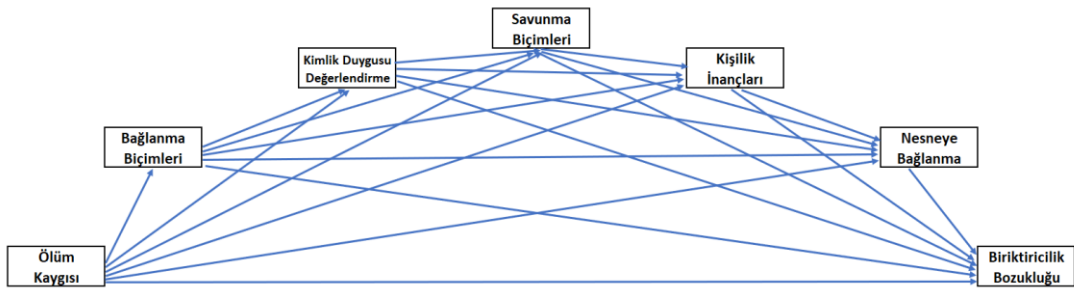 Savunma
Biçimleri
Kimlik Duygusu
Değerlendirme
Kişilik
İnançları
Bağlanma
Biçimleri
Nesneye
Bağlanma
Ölüm
Kaygısı
Biriktiricilik
Bozukluğu